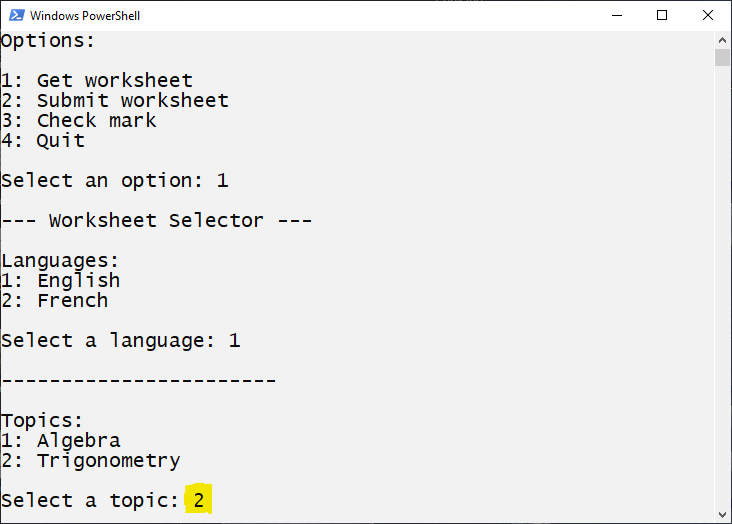 Windows PowerShell
Options:
1: Get worksheet
2: Submit worksheet
3: Check mark
4: Quit
Select an option: 1
--- Worksheet Selector ---
Languages:
1: English
2: French
Select a language: 1
-----------------------
Topics:
1: Algebra
2: Trigonometry
Select a topic: 2